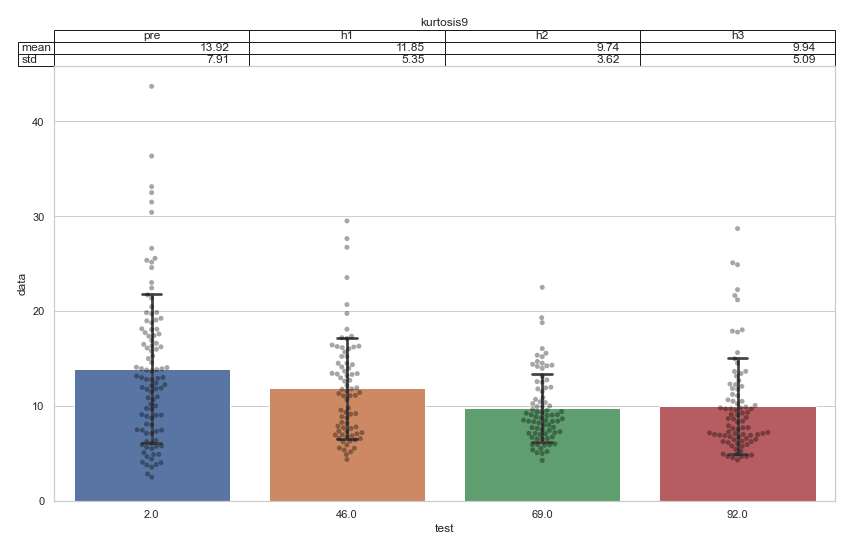 kurtosis9
pre h1 h2 h3
mean 13.92 11.85 9.74 9.94
std 7.91 5.35 3.62 5.09
40
30
20
10
0
data
2.0 46.0 69.0 92.0
test